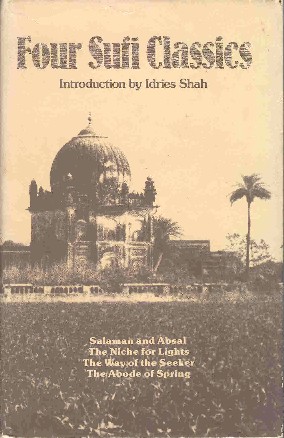 Four Sufi Classics
Introduction by Idries Shah
Salaman and Absal
The Niche for Lights
The Way of the Seeker
The Abode of Spring